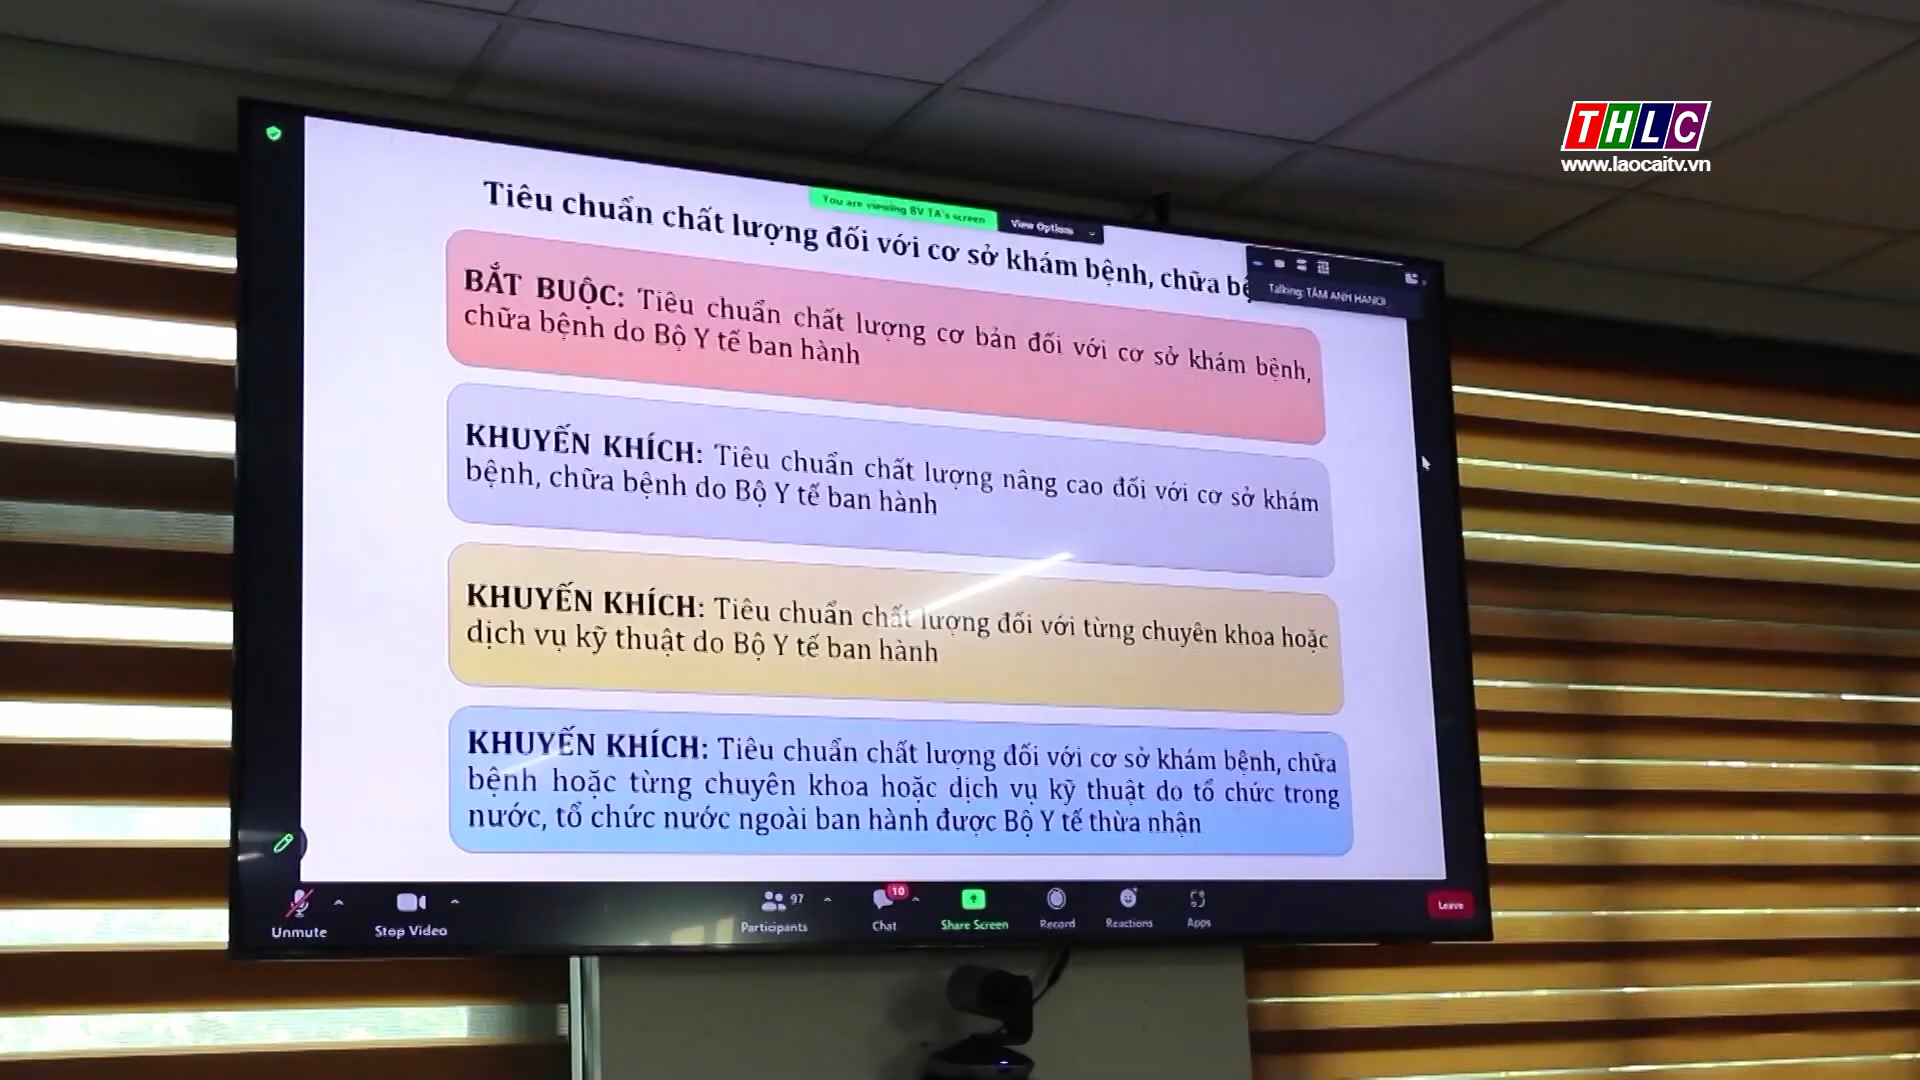 THLC
www.laocaitv.vn
You are viewing BV TA's screen
View Options
Tiêu chuẩn chất lượng đối với cơ sở khám bệnh, chữa
Talking: TÂM ANH HANOI
BẮT BUỘC: Tiêu chuẩn chất lượng cơ bản đối với cơ sở khám bệnh,
chữa bệnh do Bộ Y tế ban hành
KHUYẾN KHÍCH: Tiêu chuẩn chất lượng nâng cao đối với cơ sở khám
bệnh, chữa bệnh do Bộ Y tế ban hành
KHUYẾN KHÍCH: Tiêu chuẩn chất lượng đối với từng chuyên khoa hoặc
dịch vụ kỹ thuật do Bộ Y tế ban hành
KHUYẾN KHÍCH: Tiêu chuẩn chất lượng đối với cơ sở khám bệnh, chữa
bệnh hoặc từng chuyên khoa hoặc dịch vụ kỹ thuật do tổ chức trong
nước, tổ chức nước ngoài ban hành được Bộ Y tế thừa nhận
97
10
Unmute
Stop Video
Participants
Chat
Share Screen
Record
Reactions
Apps
Leave